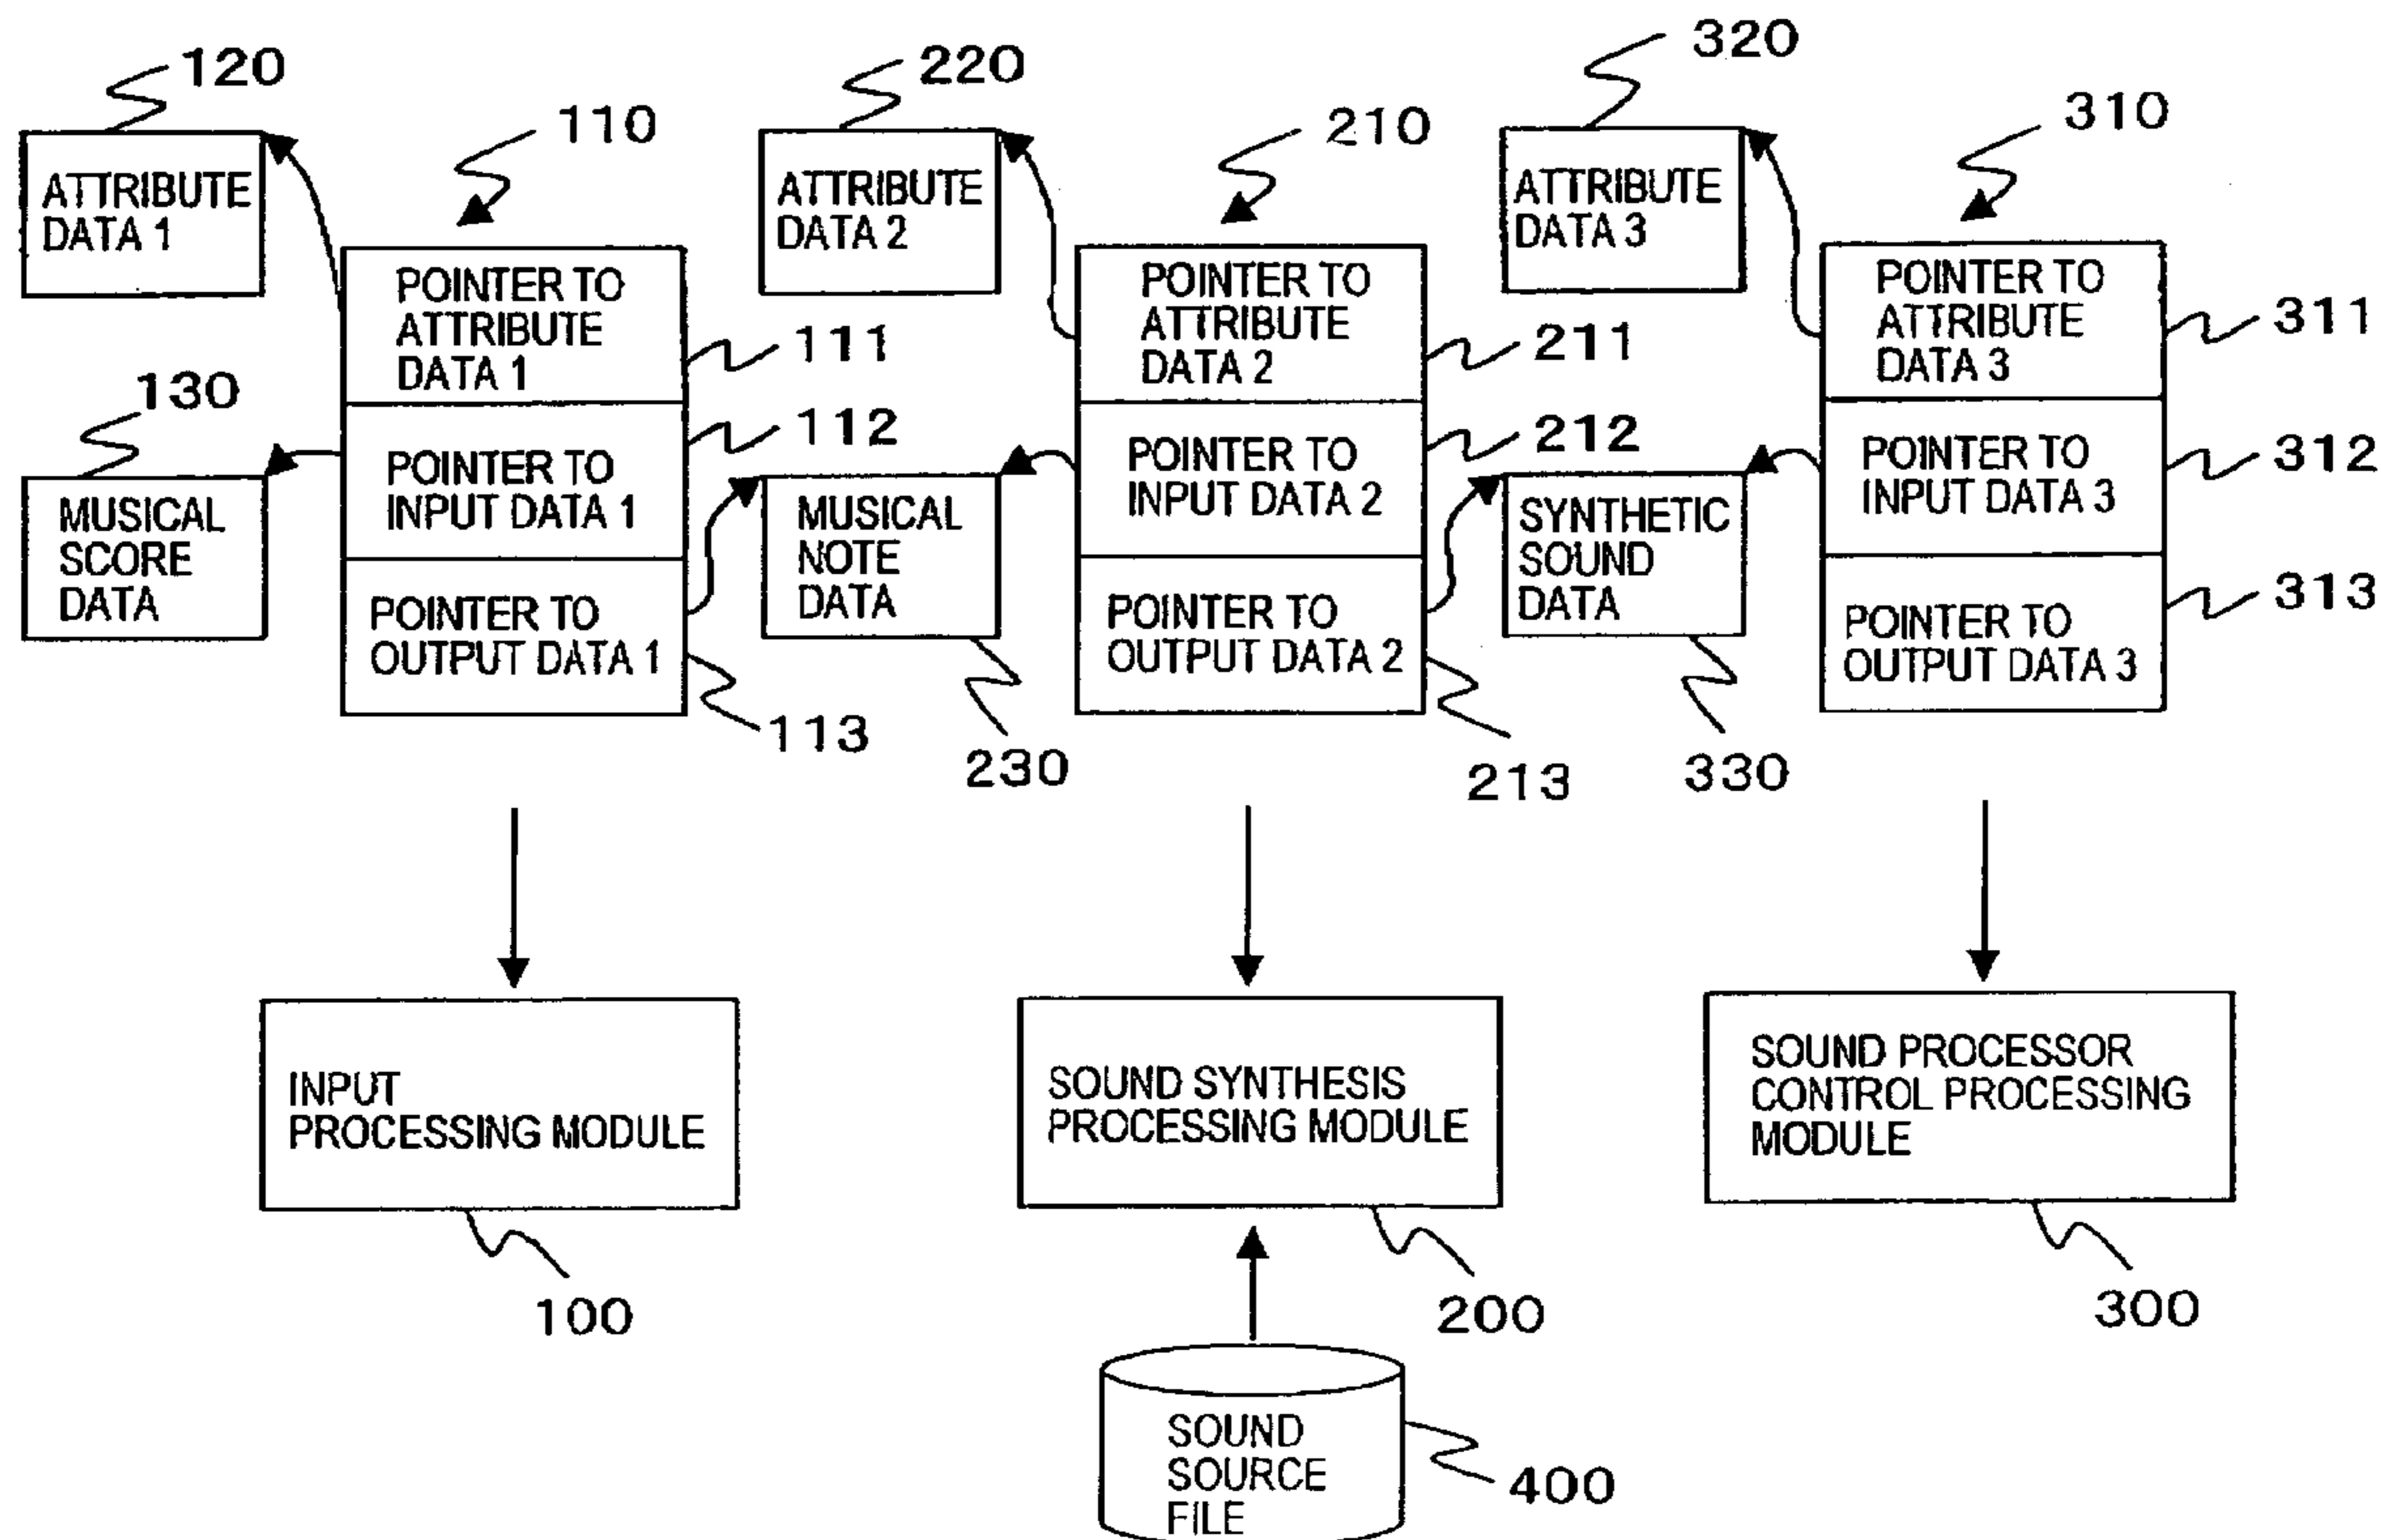 120
220
320
110
210
310
ATTRIBUTE
DATA 1
ATTRIBUTE
DATA 2
ATTRIBUTE
DATA 3
POINTER TO
ATTRIBUTE
DATA 1
111
POINTER TO
ATTRIBUTE
DATA 2
211
POINTER TO
ATTRIBUTE
DATA 3
311
130
112
212
312
MUSICAL
SCORE
DATA
POINTER TO
INPUT DATA 1
MUSICAL
NOTE
DATA
POINTER TO
INPUT DATA 2
SYNTHETIC
SOUND
DATA
POINTER TO
INPUT DATA 3
POINTER TO
OUTPUT DATA 1
POINTER TO
OUTPUT DATA 2
POINTER TO
OUTPUT DATA 3
313
113
230
213
330
INPUT
PROCESSING MODULE
SOUND SYNTHESIS
PROCESSING MODULE
SOUND PROCESSOR
CONTROL PROCESSING
MODULE
100
200
300
SOUND
SOURCE
FILE
400